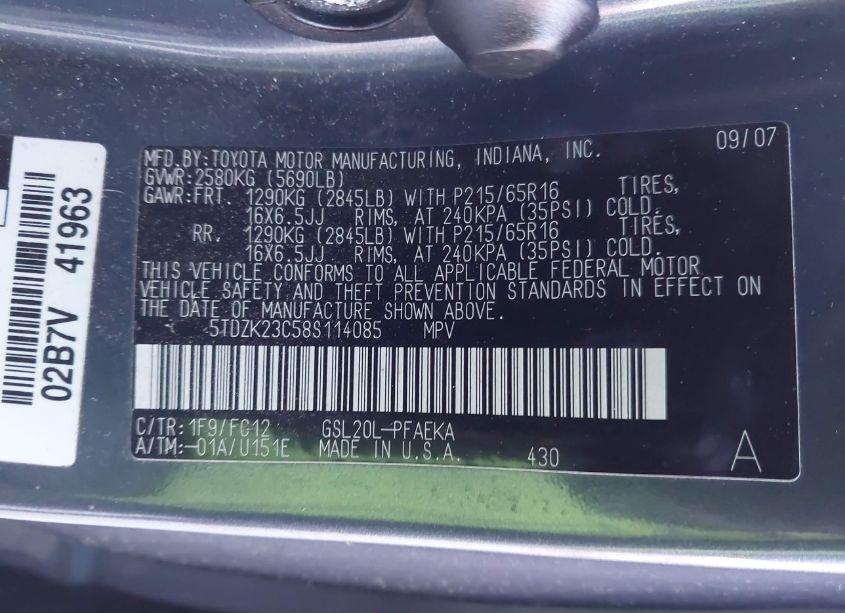 MFD.BY:TOYOTA MOTOR MANUFACTURING, INDIANA, INC. 09/07
GVWR:2580KG (5690LB)
GAWR:FRT. 1290KG (2845LB) WITH P215/65R16 TIRES,
16X6.5JJ RIMS, AT 240KPA (35PSI) COLD.
RR. 1290KG (2845LB) WITH P215/65R16 TIRES,
16X6.5JJ RIMS, AT 240KPA (35PSI) COLD.
THIS VEHICLE CONFORMS TO ALL APPLICABLE FEDERAL MOTOR
VEHICLE SAFETY AND THEFT PREVENTION STANDARDS IN EFFECT ON
THE DATE OF MANUFACTURE SHOWN ABOVE.
5TDZK23C58S114085 MPV
C/TR:1F9/FC12 GSL20L-PFAEKA
A/TM:-01A/U151E MADE IN U.S.A. 430 A
02B7V 41963